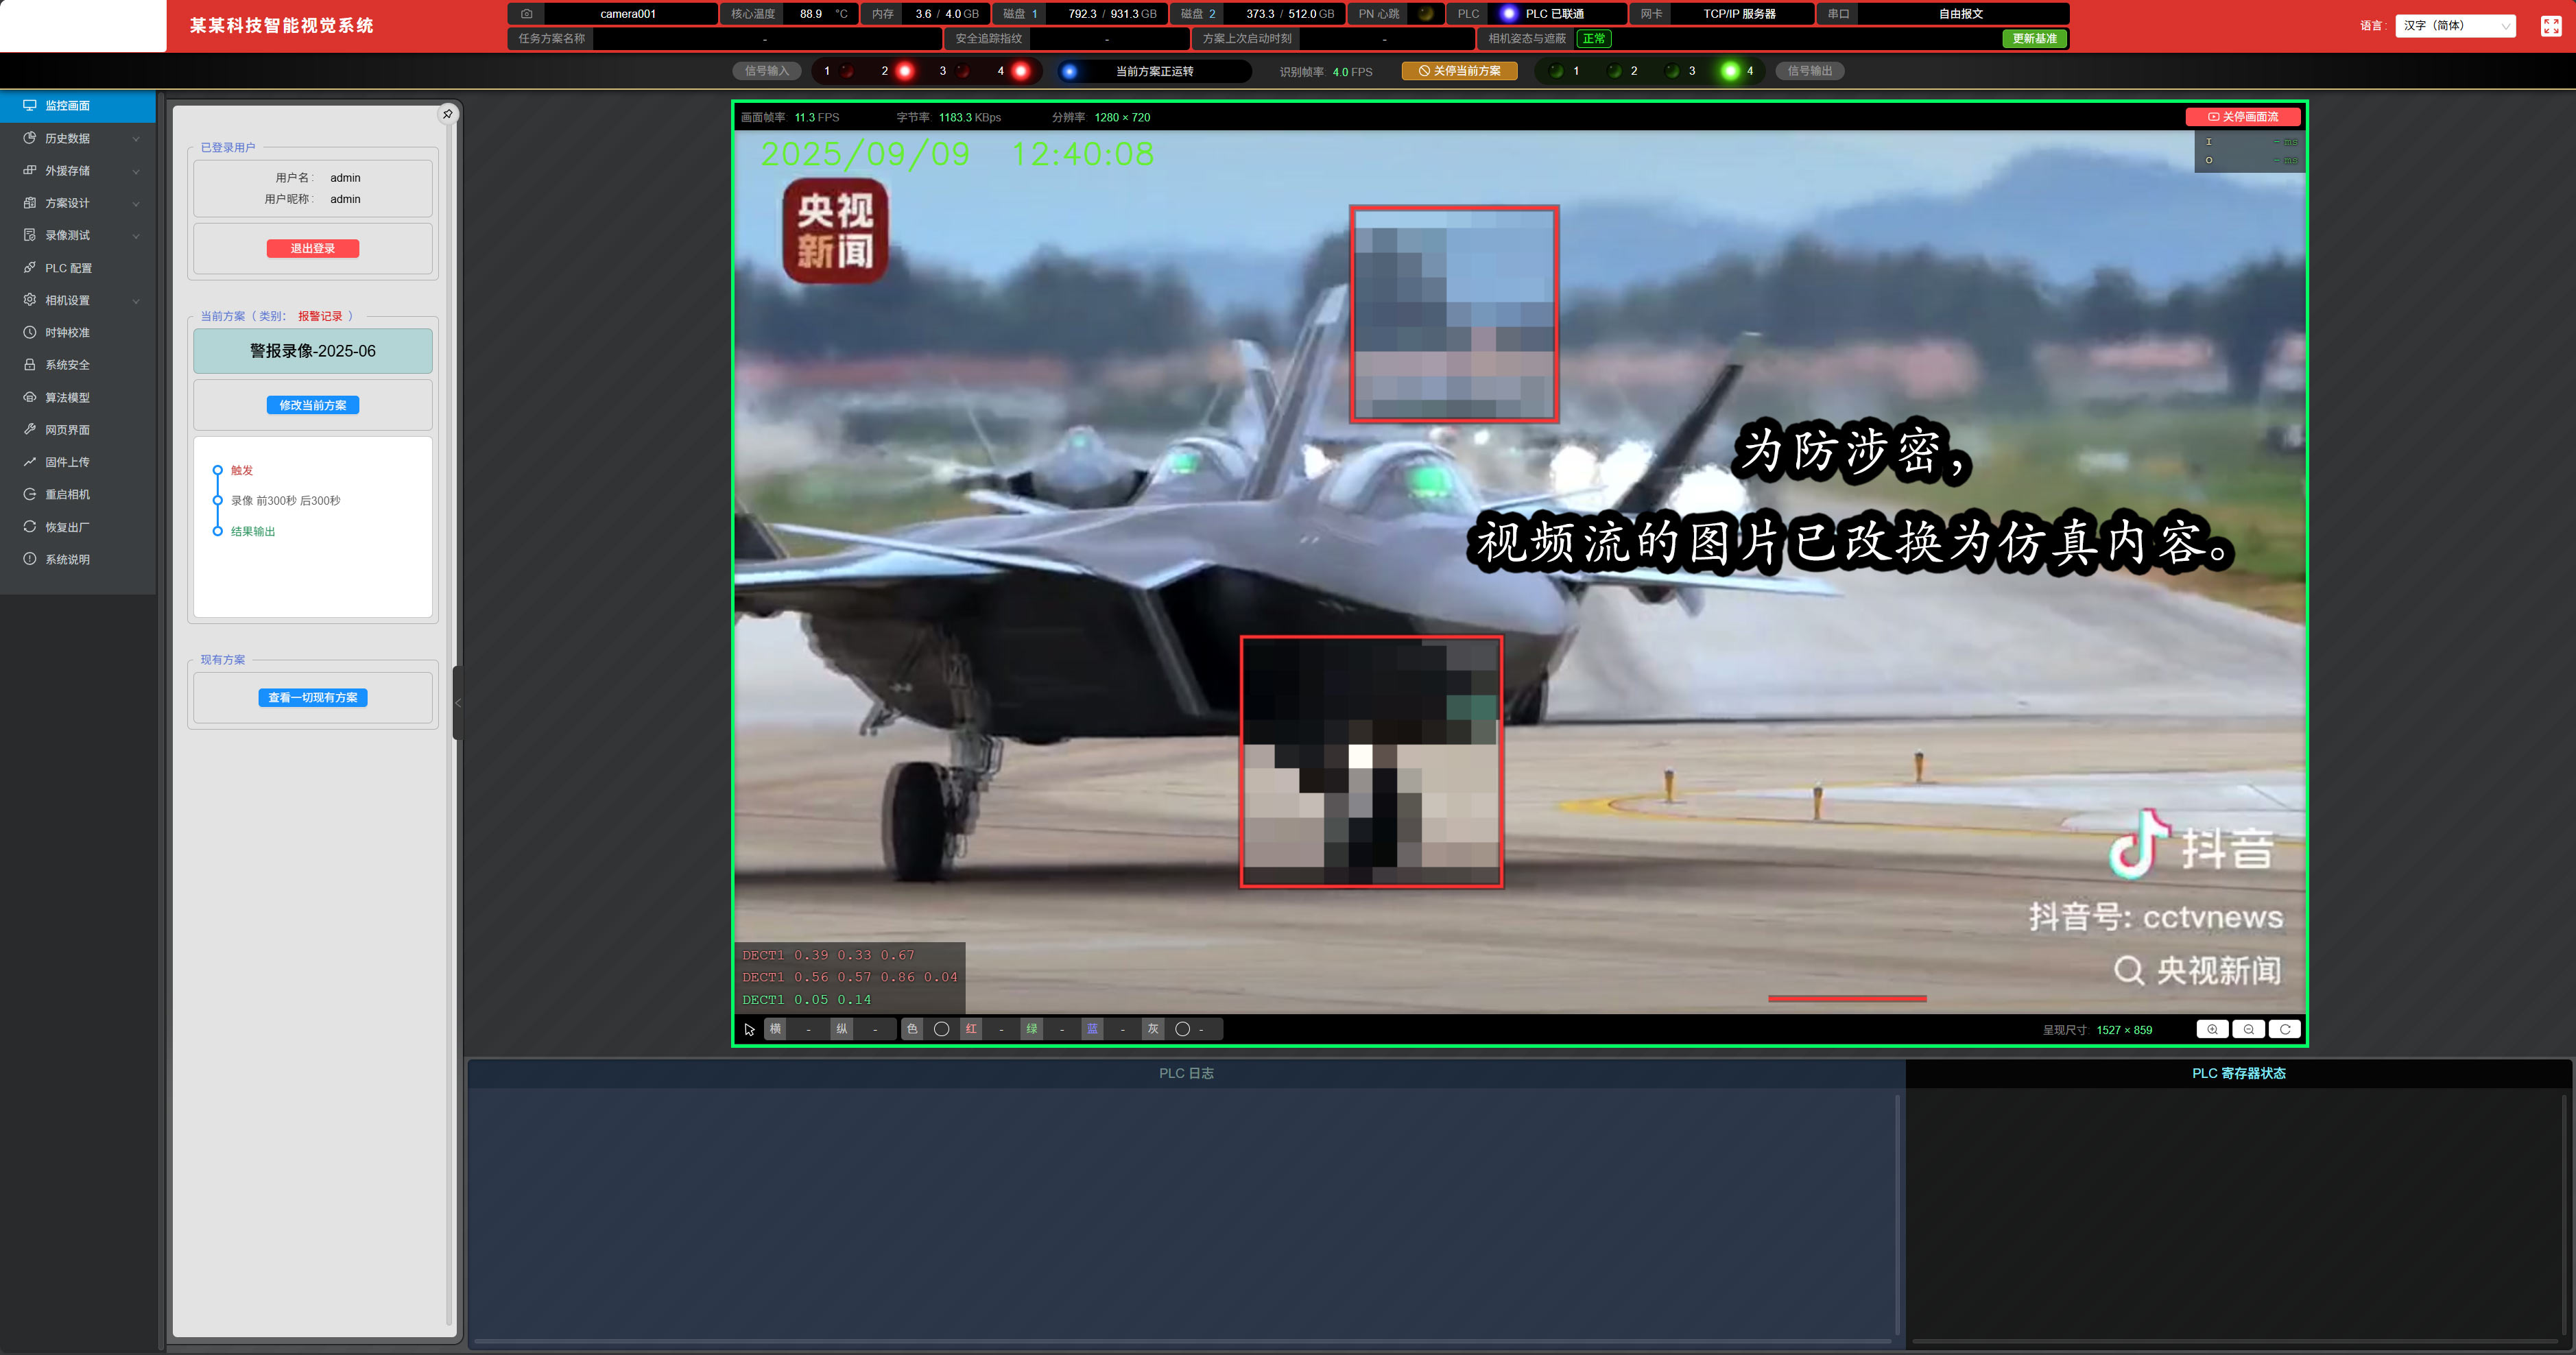 某某科技智能视觉系统
camera001 核心温度 88.9 °C 内存 3.6 / 4.0 GB 磁盘 1 792.3 / 931.3 GB 磁盘 2 373.3 / 512.0 GB PN 心跳 PLC PLC 已联通 网卡 TCP/IP 服务器 串口 自由报文
任务方案名称 - 安全追踪指纹 - 方案上次启动时刻 - 相机姿态与遮蔽 正常 更新基准
语言: 汉字（简体）
信号输入 1 2 3 4 当前方案正运转 识别帧率 4.0 FPS 关停当前方案 1 2 3 4 信号输出
监控画面
历史数据
外援存储
方案设计
录像测试
PLC 配置
相机设置
时钟校准
系统安全
算法模型
网页界面
固件上传
重启相机
恢复出厂
系统说明
已登录用户
用户名: admin
用户昵称: admin
退出登录
当前方案（ 类别： 报警记录 ）
警报录像-2025-06
修改当前方案
触发
录像 前300秒 后300秒
结果输出
现有方案
查看一切现有方案
画面帧率 11.3 FPS 字节率 1183.3 KBps 分辨率 1280 × 720 关停画面流
I - ms
O - ms
2025/09/09 12:40:08
央视
新闻
为防涉密，
视频流的图片已改换为仿真内容。
抖音
抖音号: cctvnews
央视新闻
DECT1 0.39 0.33 0.67
DECT1 0.56 0.57 0.86 0.04
DECT1 0.05 0.14
横 - 纵 - 色 红 - 绿 - 蓝 - 灰 - 呈现尺寸: 1527 × 859
PLC 日志
PLC 寄存器状态